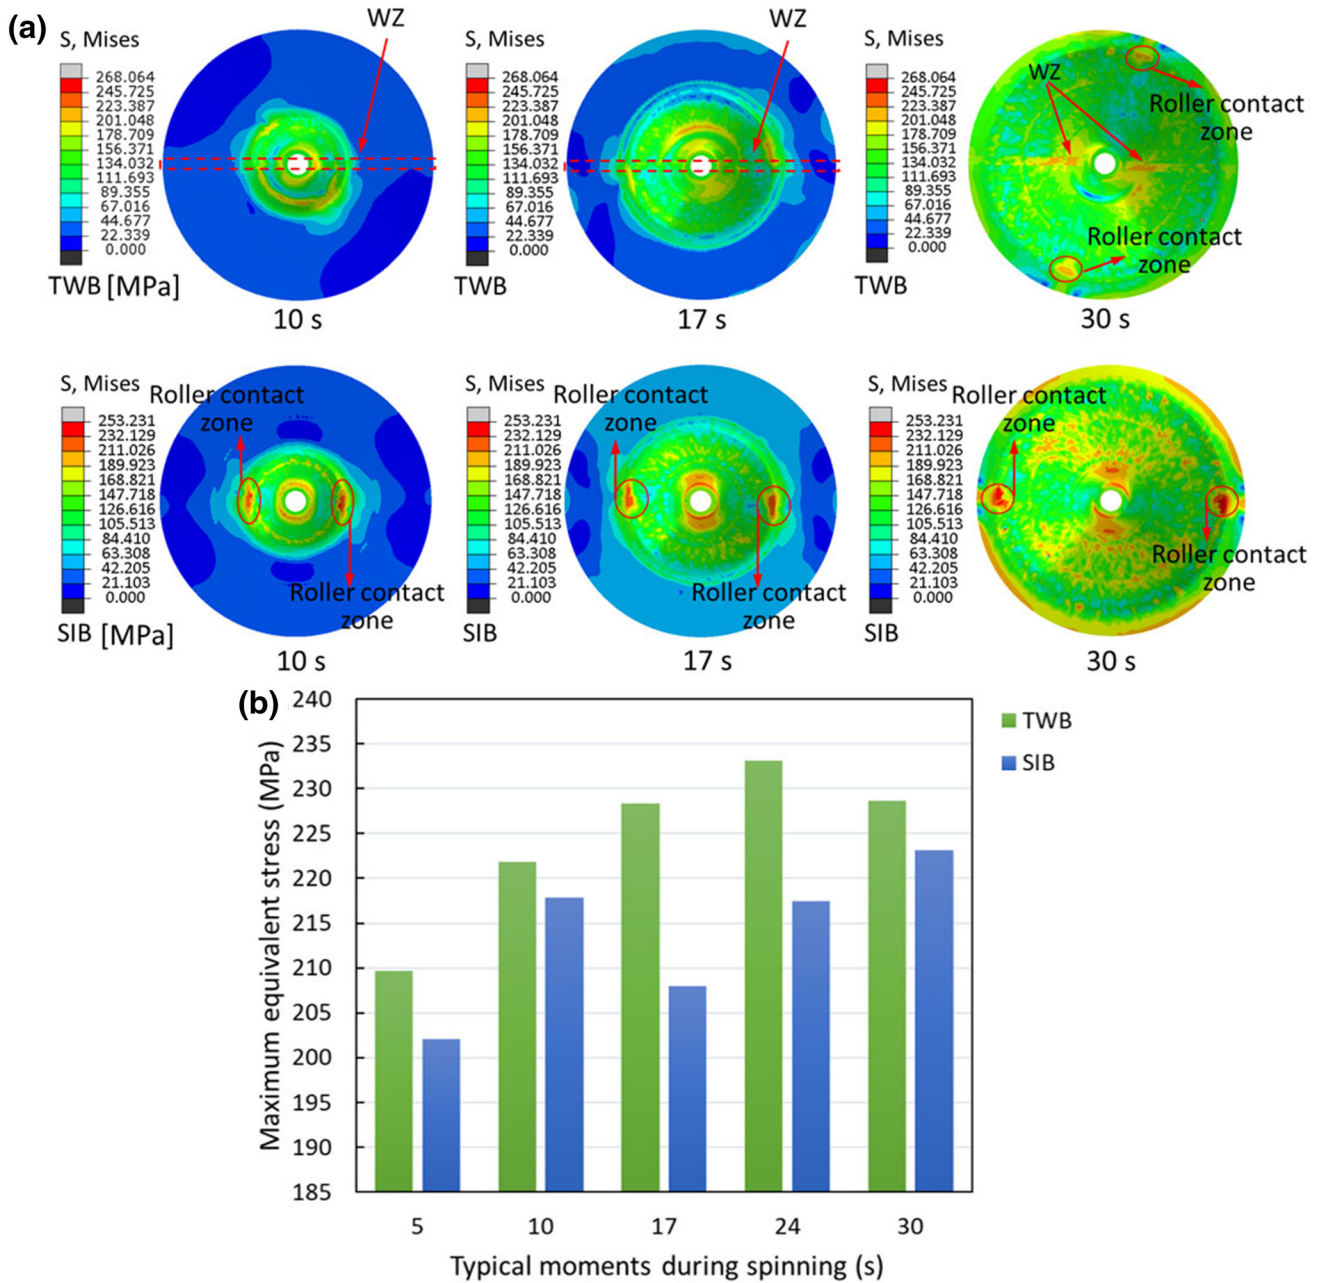 (a)
S, Mises
268.064
245.725
223.387
201.048
178.709
156.371
134.032
111.693
89.355
67.016
44.677
22.339
0.000
TWB [MPa]
WZ
10 s
S, Mises
268.064
245.725
223.387
201.048
178.709
156.371
134.032
111.693
89.355
67.016
44.677
22.339
0.000
TWB
WZ
17 s
S, Mises
268.064
245.725
223.387
201.048
178.709
156.371
134.032
111.693
89.355
67.016
44.677
22.339
0.000
TWB
WZ
Roller contact
zone
Roller contact
zone
30 s
S, Mises
253.231
232.129
211.026
189.923
168.821
147.718
126.616
105.513
84.410
63.308
42.205
21.103
0.000
SIB [MPa]
Roller contact
zone
Roller contact
zone
10 s
S, Mises
253.231
232.129
211.026
189.923
168.821
147.718
126.616
105.513
84.410
63.308
42.205
21.103
0.000
SIB
Roller contact
zone
Roller contact
zone
17 s
S, Mises
253.231
232.129
211.026
189.923
168.821
147.718
126.616
105.513
84.410
63.308
42.205
21.103
0.000
SIB
Roller contact
zone
Roller contact
zone
30 s
(b)
Maximum equivalent stress (MPa)
240
235
230
225
220
215
210
205
200
195
190
185
5
10
17
24
30
Typical moments during spinning (s)
TWB
SIB